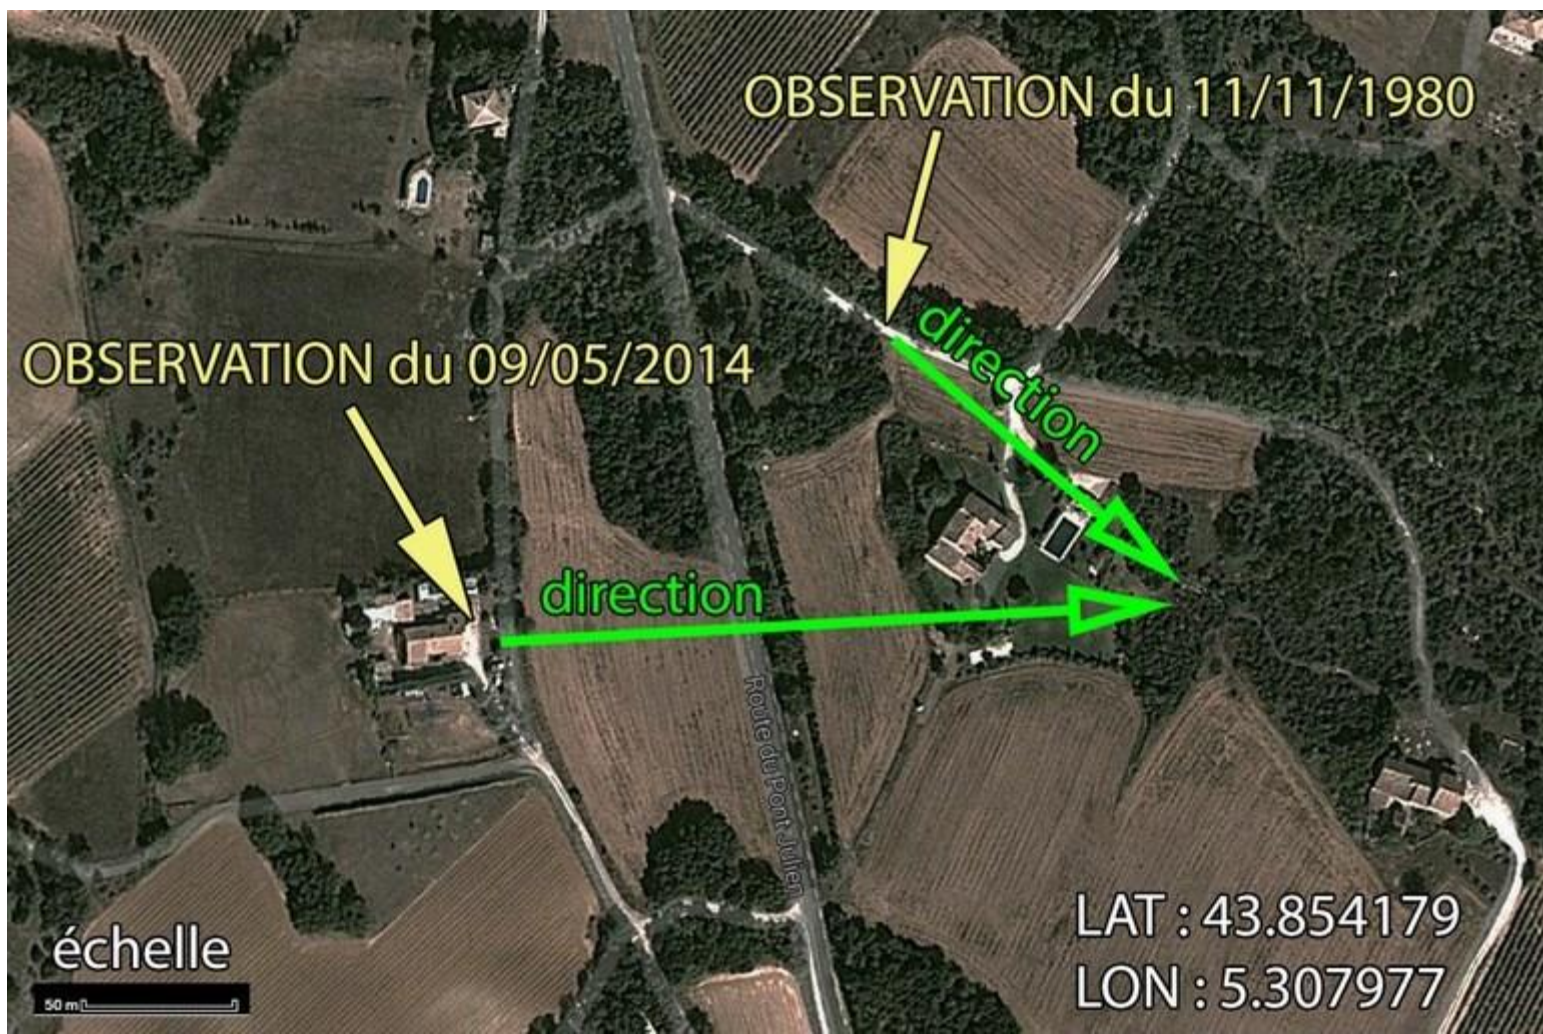 OBSERVATION du 11/11/1980
direction
OBSERVATION du 09/05/2014
direction
Route du Pont Julien
LAT : 43.854179
LON : 5.307977
échelle
50 m